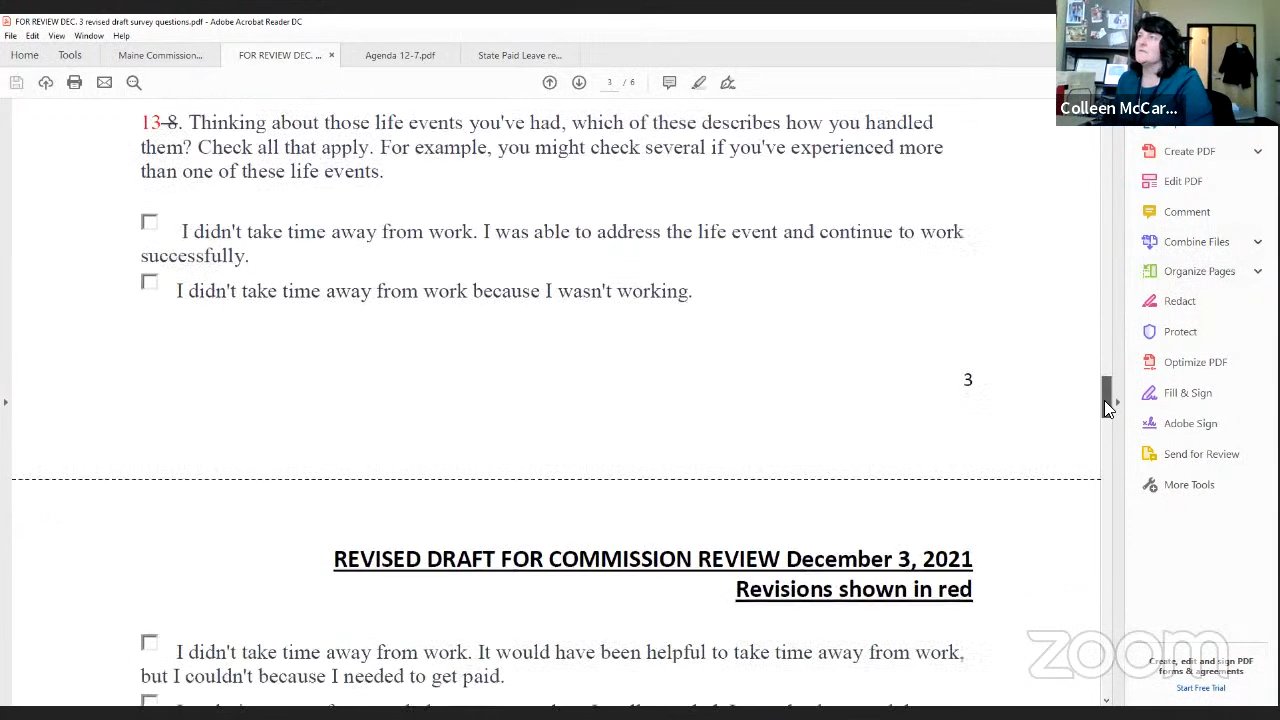 FOR REVIEW DEC. 3 revised draft survey questions.pdf - Adobe Acrobat Reader DC
File Edit View Window Help
Home Tools Maine Commission... FOR REVIEW DEC. ... × Agenda 12-7.pdf State Paid Leave re...
3 / 6
Colleen McCar...
13-8. Thinking about those life events you've had, which of these describes how you handled
them? Check all that apply. For example, you might check several if you've experienced more
than one of these life events.
I didn't take time away from work. I was able to address the life event and continue to work
successfully.
I didn't take time away from work because I wasn't working.
3
REVISED DRAFT FOR COMMISSION REVIEW December 3, 2021
Revisions shown in red
I didn't take time away from work. It would have been helpful to take time away from work,
but I couldn't because I needed to get paid.
Create PDF
Edit PDF
Comment
Combine Files
Organize Pages
Redact
Protect
Optimize PDF
Fill & Sign
Adobe Sign
Send for Review
More Tools
Create, edit and sign PDF
forms & agreements
Start Free Trial
zoom